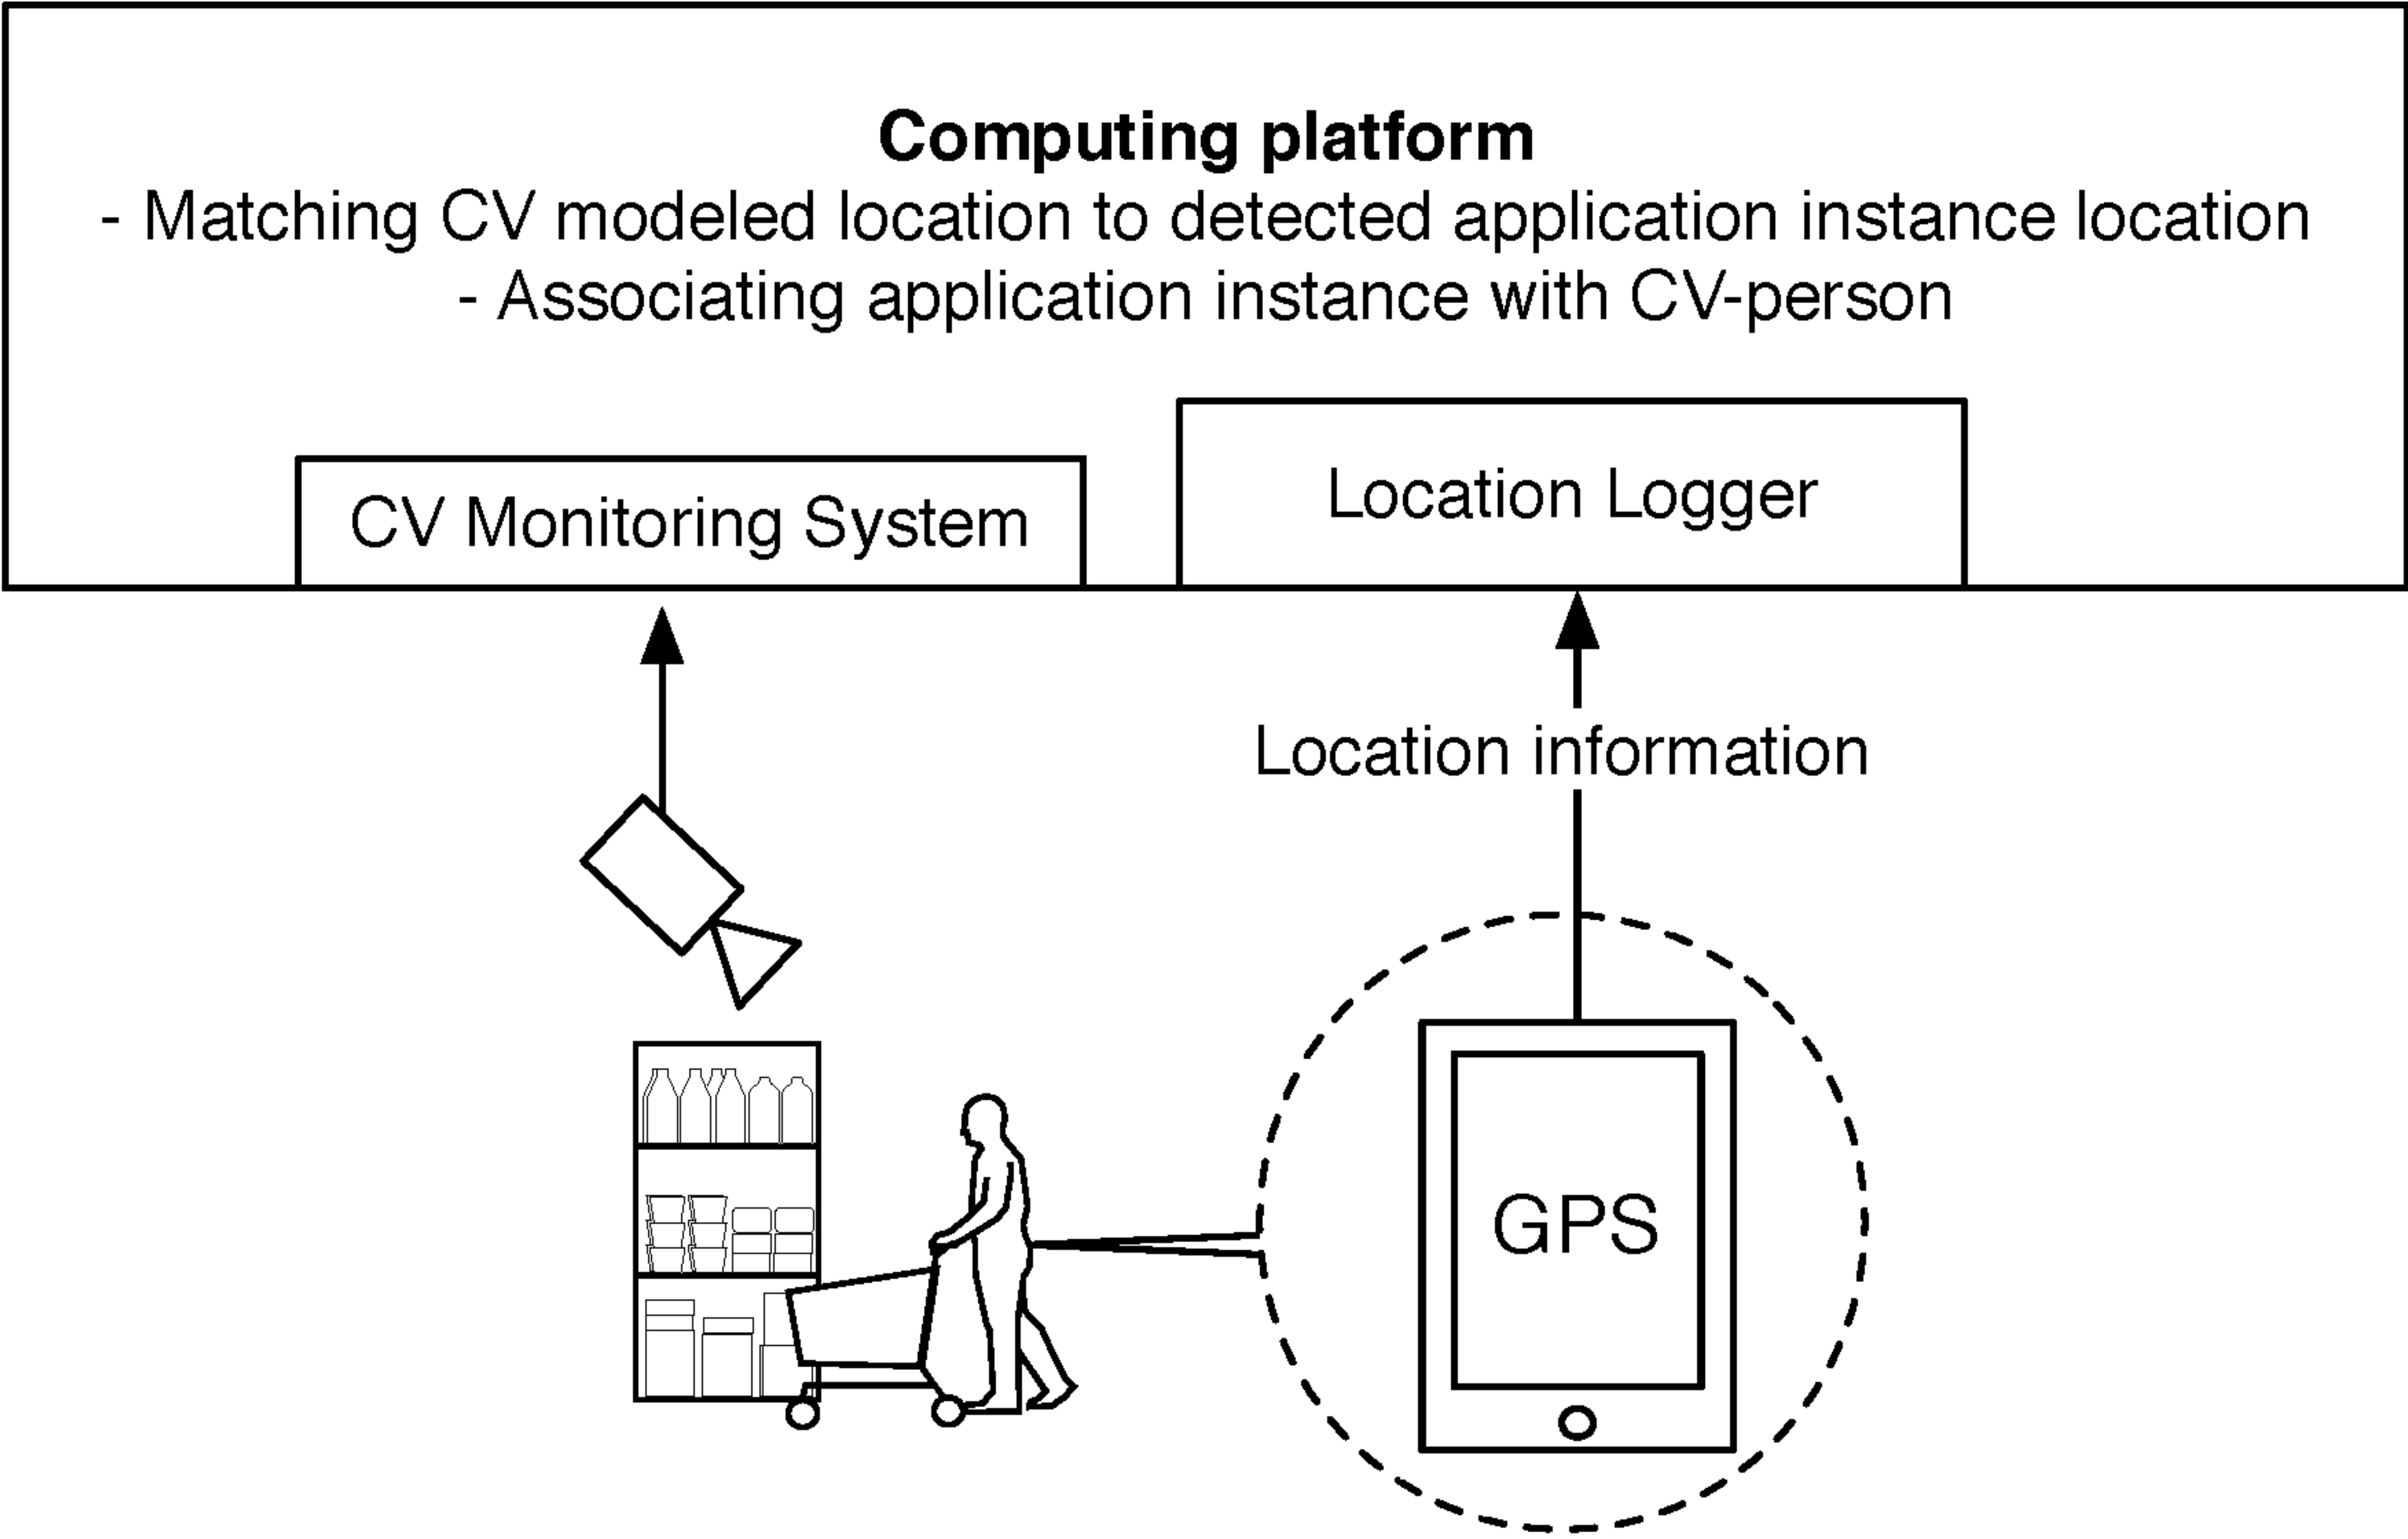 Computing platform
- Matching CV modeled location to detected application instance location
- Associating application instance with CV-person
CV Monitoring System
Location Logger
Location information
GPS